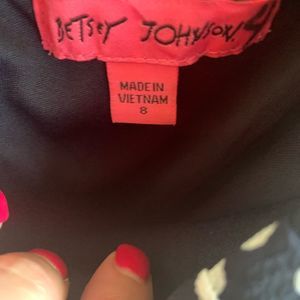 BETSEY JOHNSON.
MADE IN
VIETNAM
8